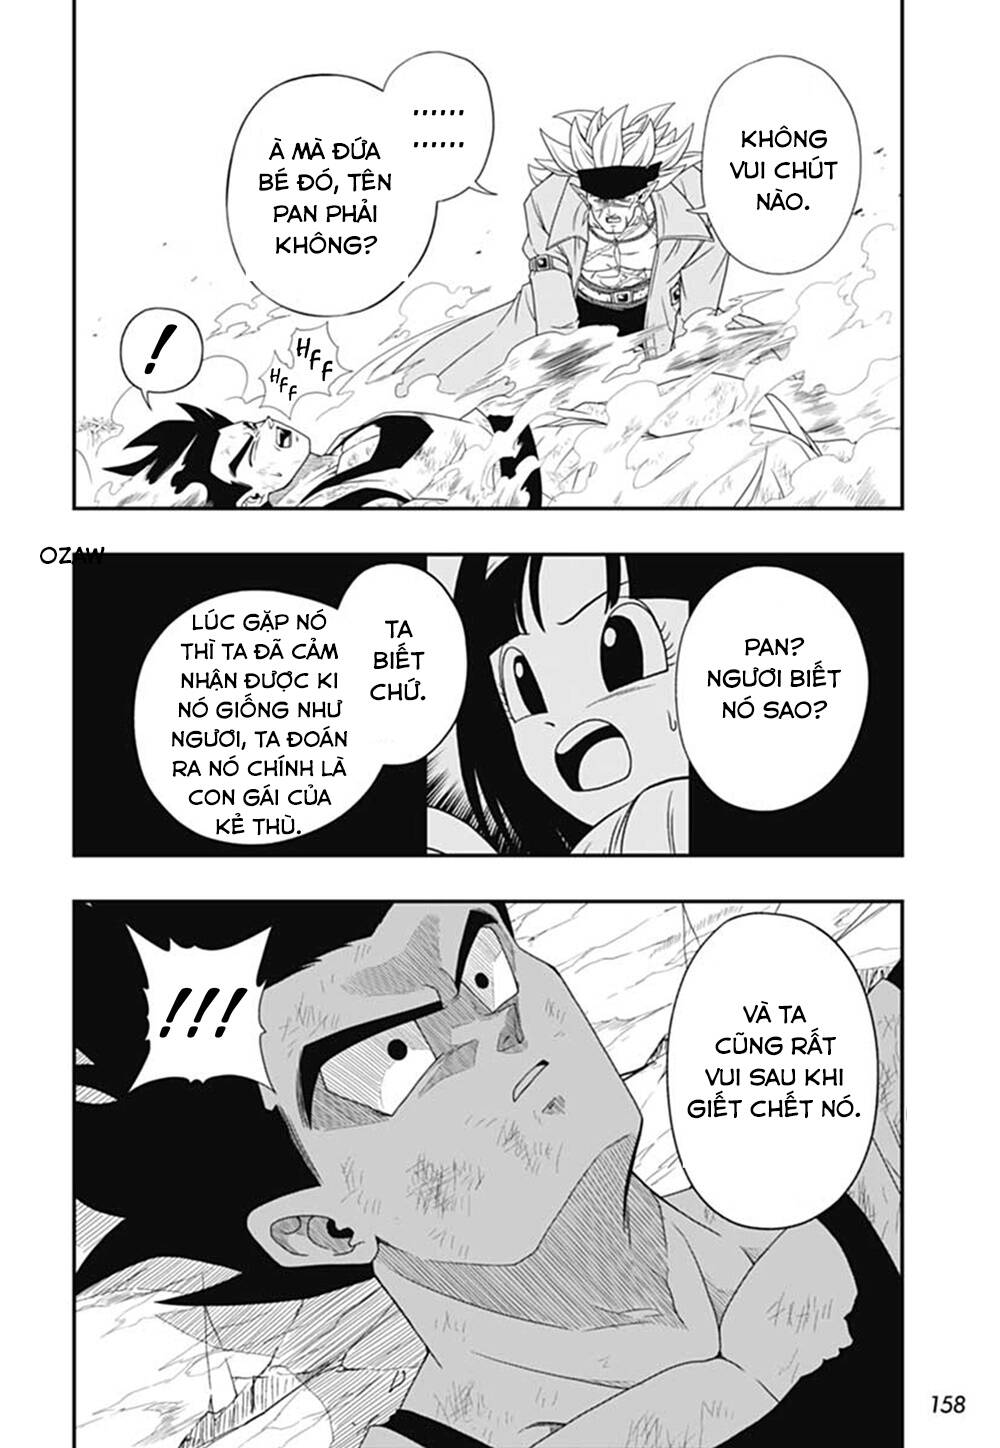 KHÔNG
VUI CHÚT
NÀO.
......
......
À MÀ ĐỨA
BÉ ĐÓ, TÊN
PAN PHẢI
KHÔNG?
!
HFF
HFF
OZAW
PAN?
NGƯƠI BIẾT
NÓ SAO?
TA
BIẾT
CHỨ.
LÚC GẶP NÓ
THÌ TA ĐÃ CẢM
NHẬN ĐƯỢC KI
NÓ GIỐNG NHƯ
NGƯƠI, TA ĐOÁN
RA NÓ CHÍNH LÀ
CON GÁI CỦA
KẺ THÙ.
VÀ TA
CŨNG RẤT
VUI SAU KHI
GIẾT CHẾT NÓ.
!!!
158